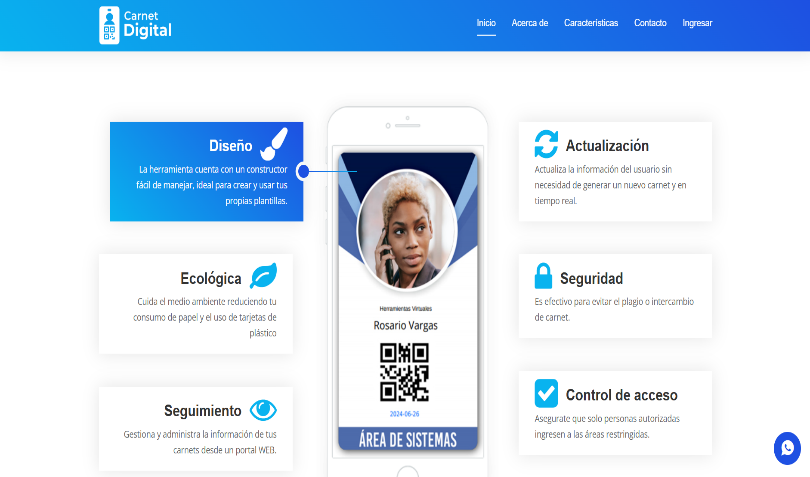 Carnet
Digital
Inicio
Acerca de
Características
Contacto
Ingresar
Diseño
La herramienta cuenta con un constructor
fácil de manejar, ideal para crear y usar tus
propias plantillas.
Ecológica
Cuida el medio ambiente reduciendo tu
consumo de papel y el uso de tarjetas de
plástico
Seguimiento
Gestiona y administra la información de tus
carnets desde un portal WEB.
Herramientas Virtuales
Rosario Vargas
2024-06-26
ÁREA DE SISTEMAS
Actualización
Actualiza la información del usuario sin
necesidad de generar un nuevo carnet y en
tiempo real.
Seguridad
Es efectivo para evitar el plagio o intercambio
de carnet.
Control de acceso
Asegurate que solo personas autorizadas
ingresen a las áreas restringidas.